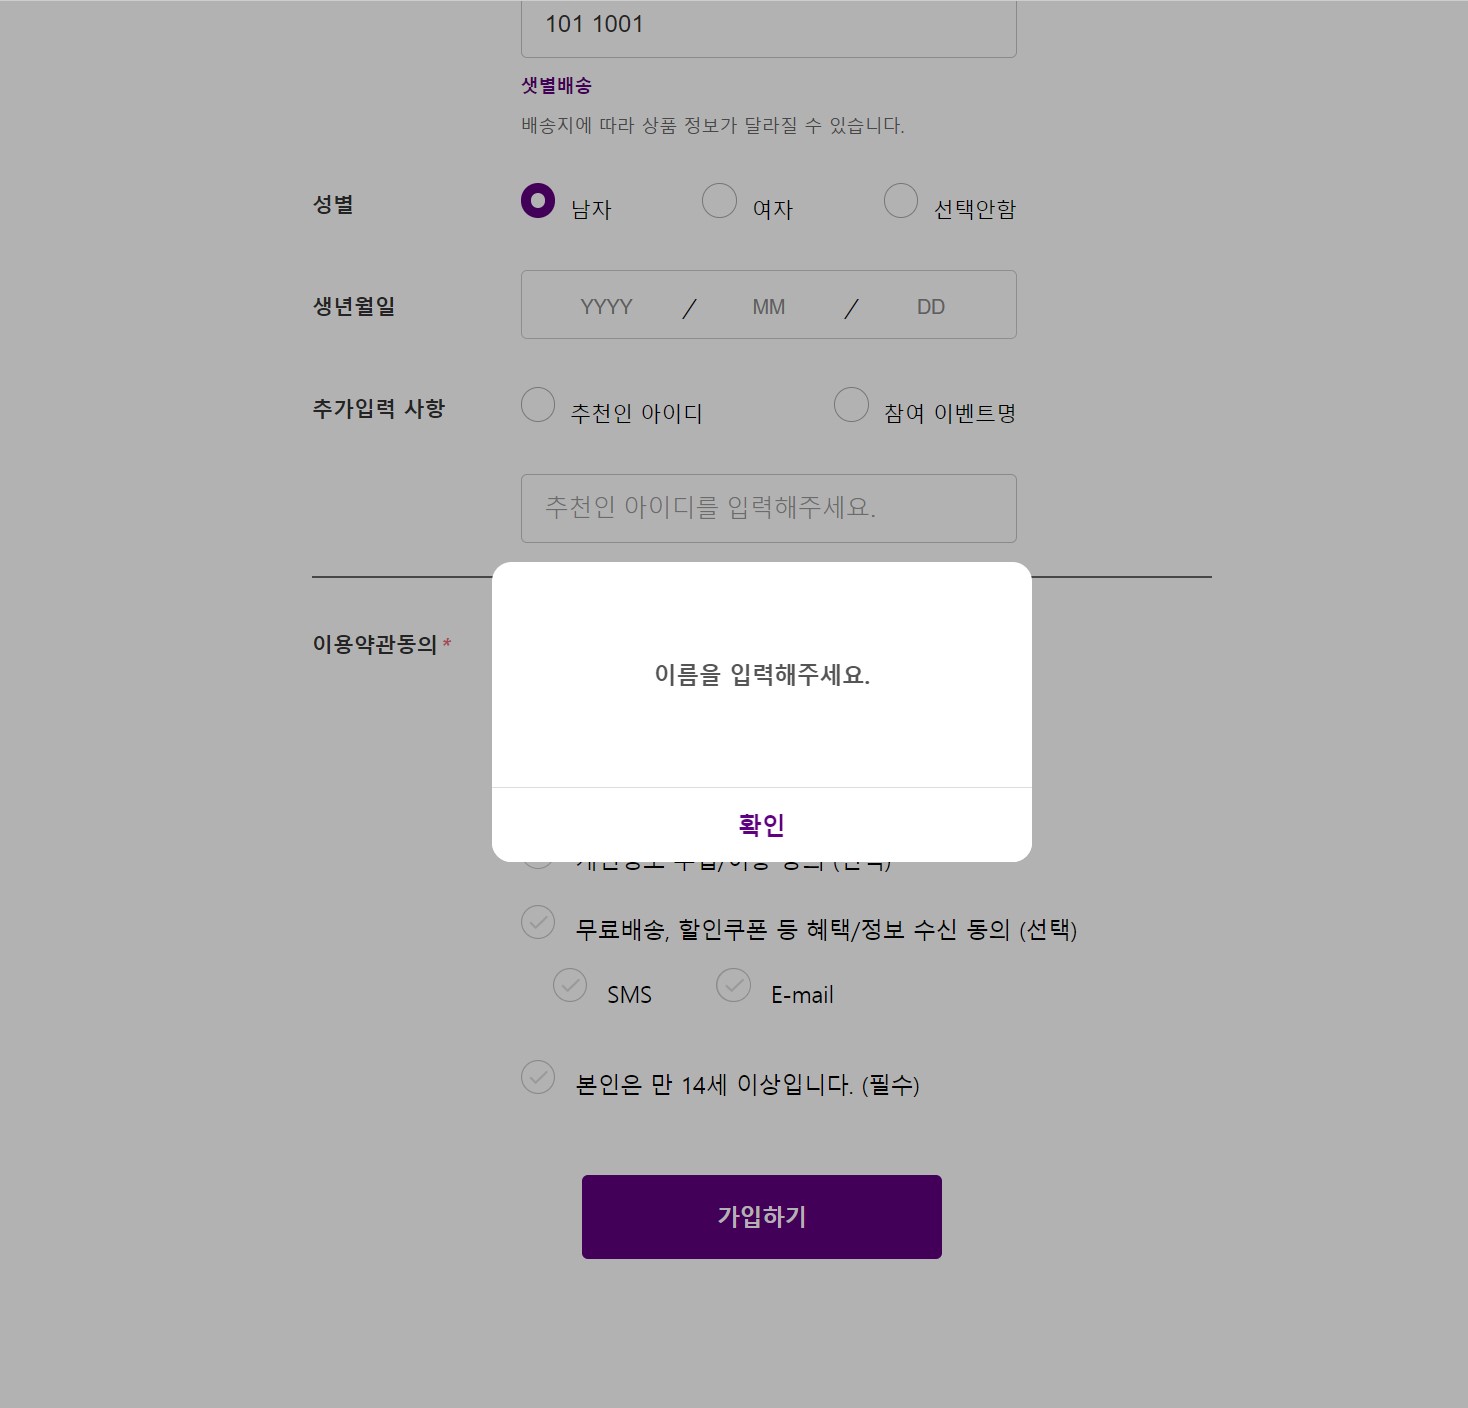 101 1001
샛별배송
배송지에 따라 상품 정보가 달라질 수 있습니다.
성별
남자 여자 선택안함
생년월일
YYYY / MM / DD
추가입력 사항
추천인 아이디 참여 이벤트명
추천인 아이디를 입력해주세요.
이용약관동의*
이름을 입력해주세요.
확인
무료배송, 할인쿠폰 등 혜택/정보 수신 동의 (선택)
SMS E-mail
본인은 만 14세 이상입니다. (필수)
가입하기